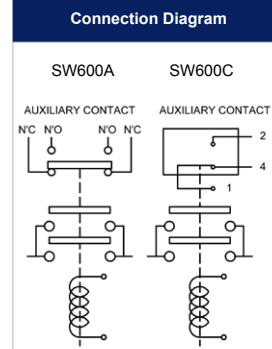 Connection Diagram
SW600A SW600C
AUXILIARY CONTACT AUXILIARY CONTACT
N'C N'O N'O N'C
2
4
1